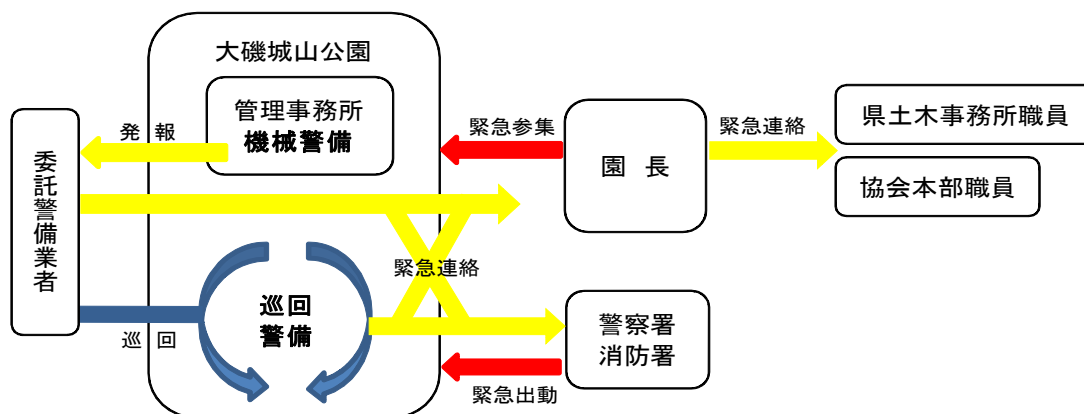 大磯城山公園
管理事務所
機械警備
発報
委託警備業者
緊急参集
園長
緊急連絡
県土木事務所職員
協会本部職員
緊急連絡
巡回
警備
巡回
警察署
消防署
緊急出動